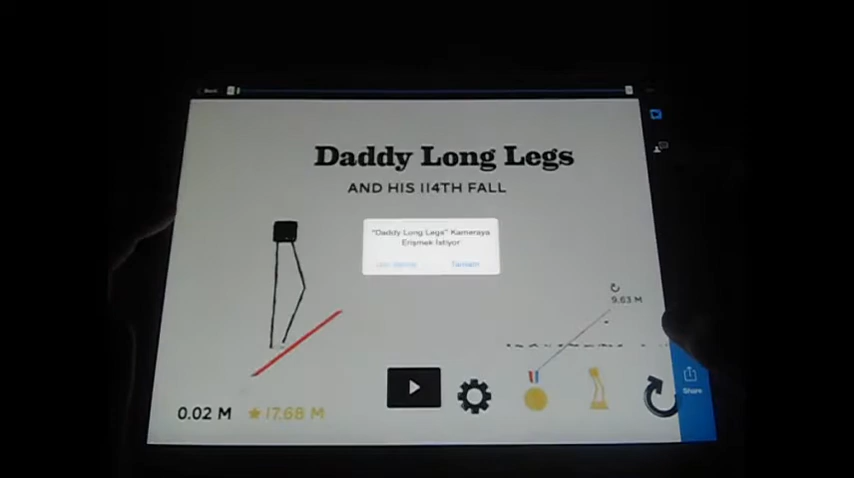 Back
Daddy Long Legs
AND HIS 114TH FALL
"Daddy Long Legs" Kameraya
Erişmek İstiyor
Tamam
9.63 M
0.02 M
17.68 M
Share